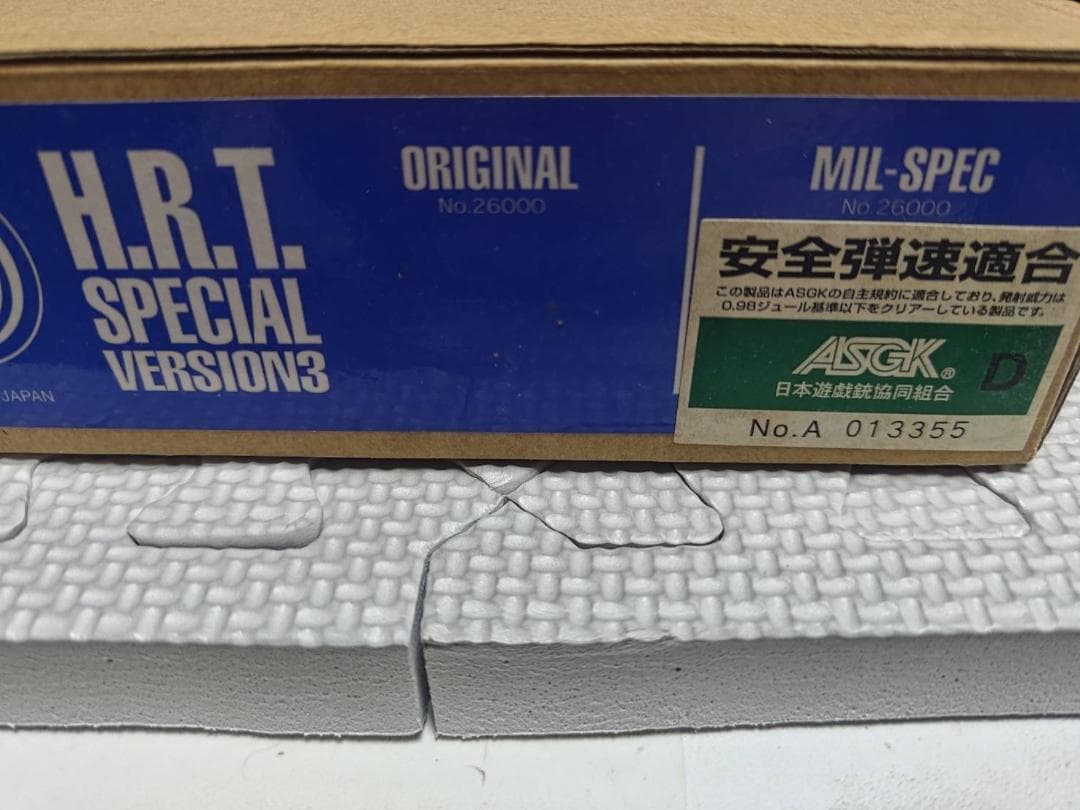 H.R.T.
SPECIAL
VERSION3
JAPAN
ORIGINAL
No.26000
MIL-SPEC
No.26000
安全弾速適合
この製品はASGKの自主規約に適合しており、発射威力は
0.98ジュール基準以下をクリアーしている製品です。
ASGK® D
日本遊戯銃協同組合
No.A 013355